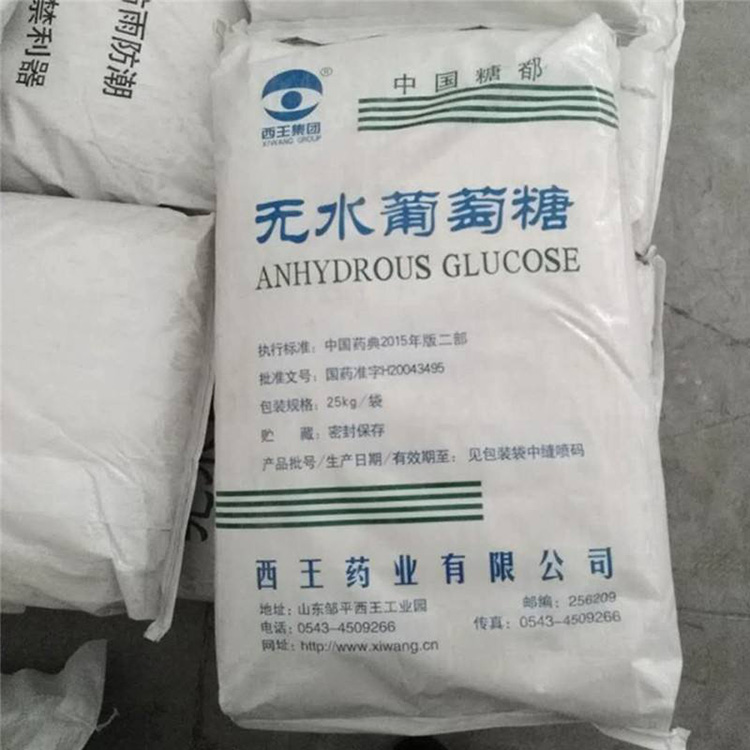 禁利器
雨防潮
®
西王集团
XIWANG GROUP
中国糖都
无水葡萄糖
ANHYDROUS GLUCOSE
执行标准：中国药典2015年版二部
批准文号：国药准字H20043495
包装规格：25kg/袋
贮 藏：密封保存
产品批号/生产日期/有效期至：见包装袋中缝喷码
西王药业有限公司
地址：山东邹平西王工业园 邮编：256209
电话：0543-4509266 传真：0543-4509266
网址：http://www.xiwang.cn